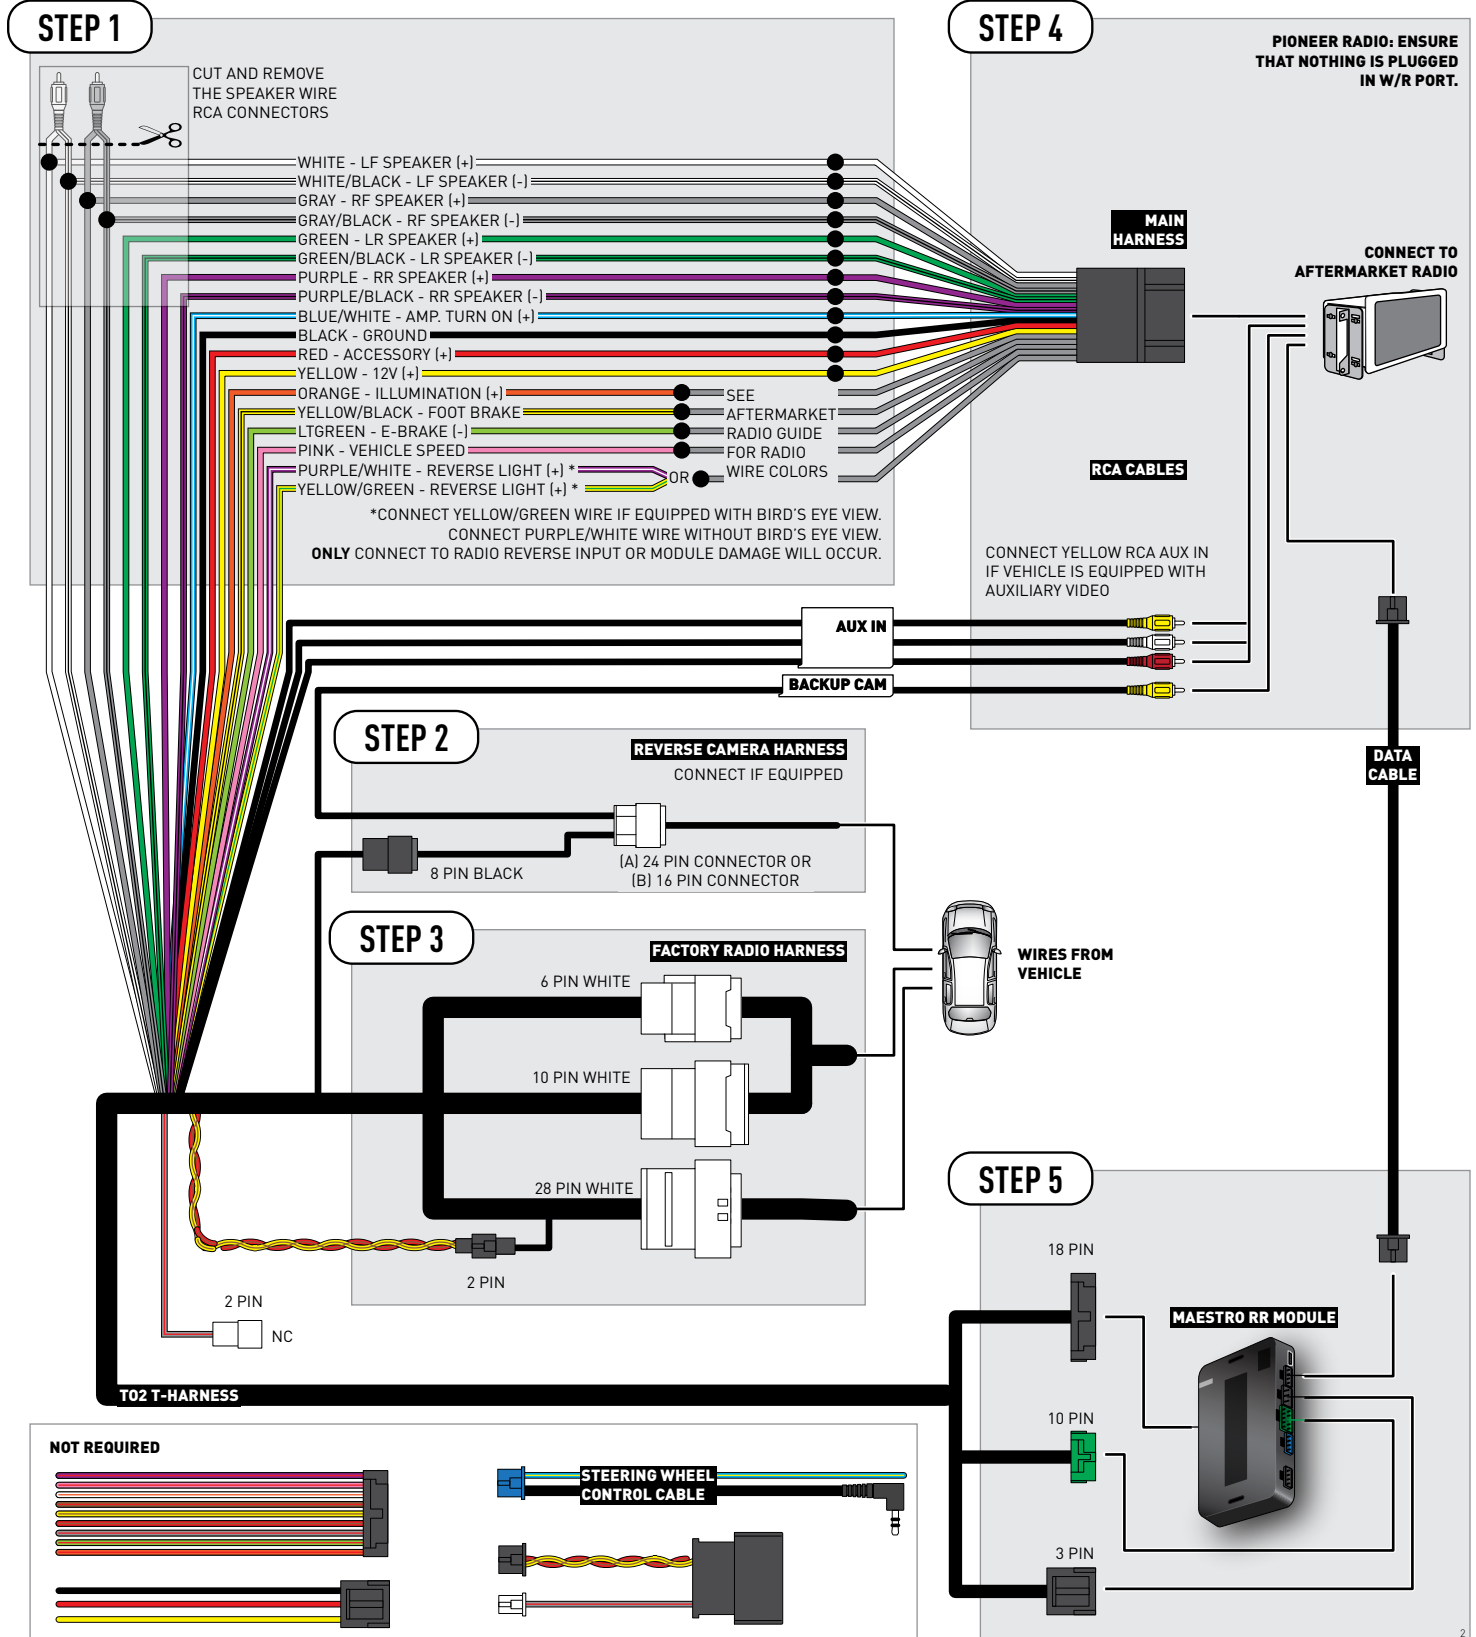 STEP 1
CUT AND REMOVE
THE SPEAKER WIRE
RCA CONNECTORS
WHITE - LF SPEAKER (+)
WHITE/BLACK - LF SPEAKER (-)
GRAY - RF SPEAKER (+)
GRAY/BLACK - RF SPEAKER (-)
GREEN - LR SPEAKER (+)
GREEN/BLACK - LR SPEAKER (-)
PURPLE - RR SPEAKER (+)
PURPLE/BLACK - RR SPEAKER (-)
BLUE/WHITE - AMP. TURN ON (+)
BLACK - GROUND
RED - ACCESSORY (+)
YELLOW - 12V (+)
ORANGE - ILLUMINATION (+)
YELLOW/BLACK - FOOT BRAKE
LTGREEN - E-BRAKE (-)
PINK - VEHICLE SPEED
PURPLE/WHITE - REVERSE LIGHT (+) *
YELLOW/GREEN - REVERSE LIGHT (+) *
OR
SEE
AFTERMARKET
RADIO GUIDE
FOR RADIO
WIRE COLORS
*CONNECT YELLOW/GREEN WIRE IF EQUIPPED WITH BIRD'S EYE VIEW.
CONNECT PURPLE/WHITE WIRE WITHOUT BIRD'S EYE VIEW.
ONLY CONNECT TO RADIO REVERSE INPUT OR MODULE DAMAGE WILL OCCUR.
STEP 4
PIONEER RADIO: ENSURE
THAT NOTHING IS PLUGGED
IN W/R PORT.
MAIN
HARNESS
CONNECT TO
AFTERMARKET RADIO
RCA CABLES
CONNECT YELLOW RCA AUX IN
IF VEHICLE IS EQUIPPED WITH
AUXILIARY VIDEO
AUX IN
BACKUP CAM
DATA
CABLE
STEP 2
REVERSE CAMERA HARNESS
CONNECT IF EQUIPPED
8 PIN BLACK
(A) 24 PIN CONNECTOR OR
(B) 16 PIN CONNECTOR
STEP 3
FACTORY RADIO HARNESS
6 PIN WHITE
10 PIN WHITE
28 PIN WHITE
2 PIN
WIRES FROM
VEHICLE
2 PIN
NC
TO2 T-HARNESS
STEP 5
18 PIN
MAESTRO RR MODULE
10 PIN
3 PIN
NOT REQUIRED
STEERING WHEEL
CONTROL CABLE
2